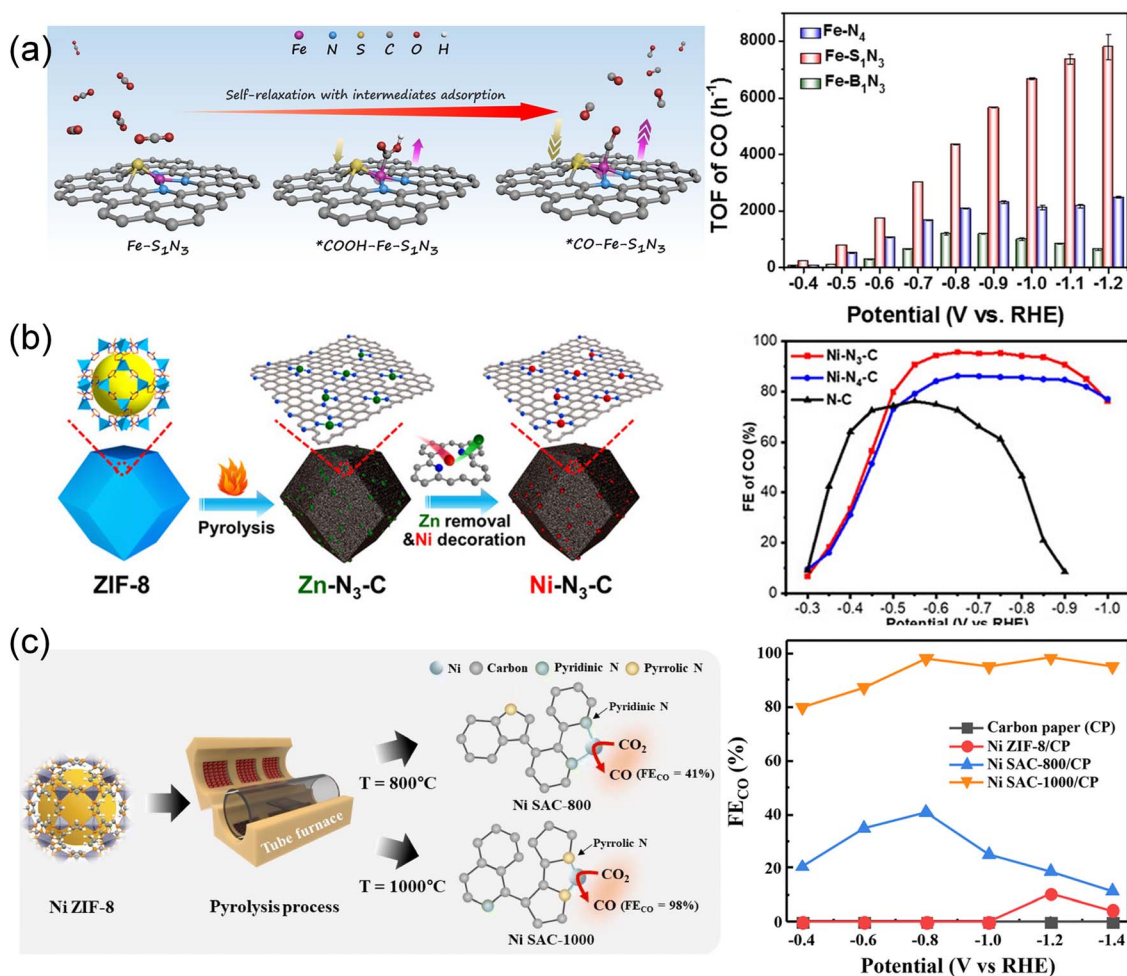 (a)
Fe N S C O H
Self-relaxation with intermediates adsorption
Fe-S₁N₃
*COOH-Fe-S₁N₃
*CO-Fe-S₁N₃
TOF of CO (h⁻¹)
8000
6000
4000
2000
0
Fe-N₄
Fe-S₁N₃
Fe-B₁N₃
-0.4 -0.5 -0.6 -0.7 -0.8 -0.9 -1.0 -1.1 -1.2
Potential (V vs. RHE)
(b)
Pyrolysis
Zn removal
&Ni decoration
ZIF-8
Zn-N₃-C
Ni-N₃-C
FE of CO (%)
100
80
60
40
20
0
Ni-N₃-C
Ni-N₄-C
N-C
-0.3 -0.4 -0.5 -0.6 -0.7 -0.8 -0.9 -1.0
Potential (V vs RHE)
(c)
Ni Carbon Pyridinic N Pyrrolic N
Pyridinic N
CO₂
CO (FE_CO = 41%)
T = 800°C
Ni SAC-800
Tube furnace
Pyrrolic N
CO₂
CO (FE_CO = 98%)
T = 1000°C
Ni SAC-1000
Ni ZIF-8
Pyrolysis process
FE_CO (%)
100
80
60
40
20
0
Carbon paper (CP)
Ni ZIF-8/CP
Ni SAC-800/CP
Ni SAC-1000/CP
-0.4 -0.6 -0.8 -1.0 -1.2 -1.4
Potential (V vs RHE)